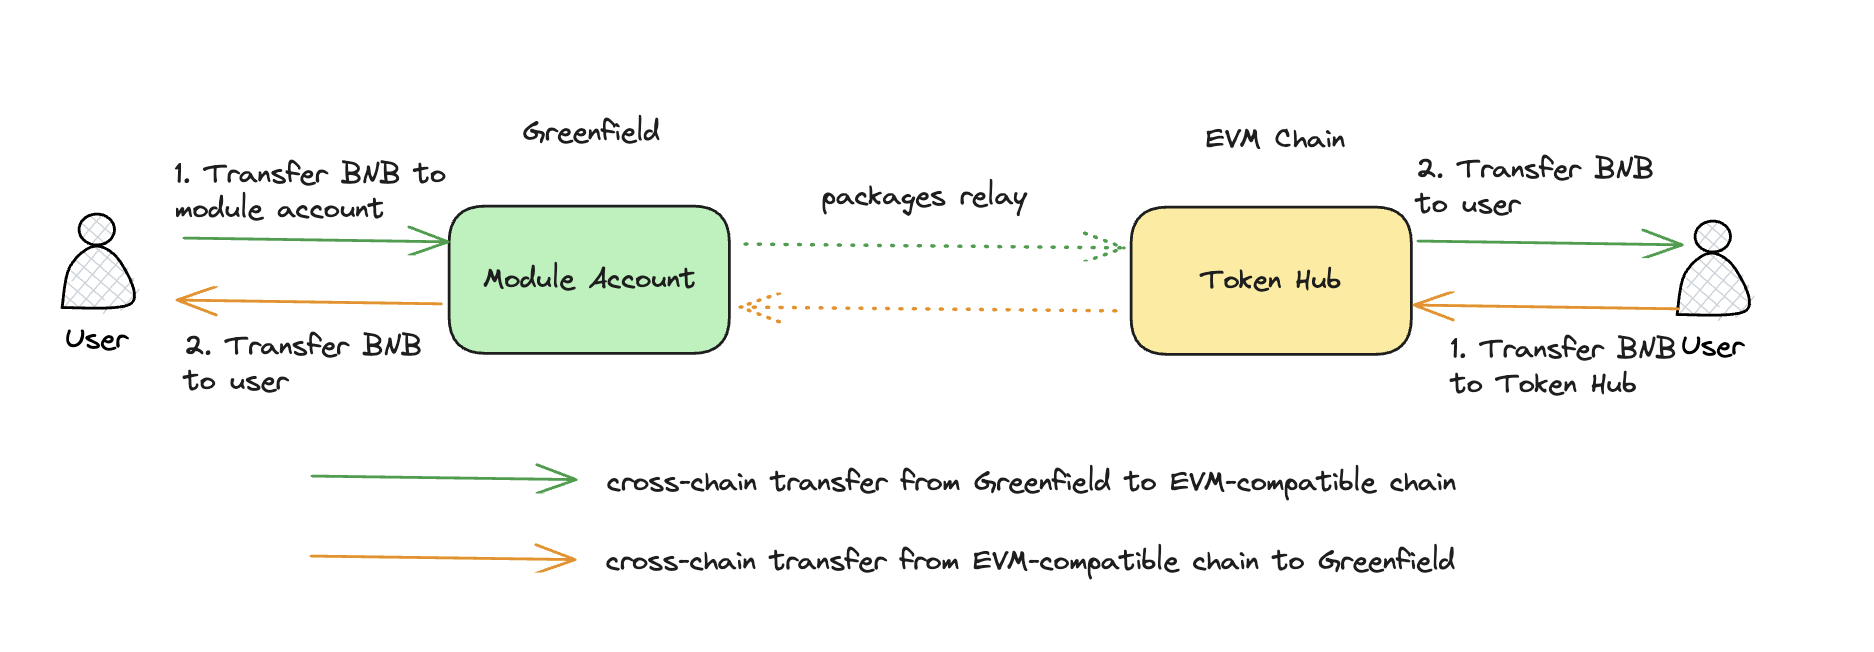 Greenfield
EVM Chain
1. Transfer BNB to
module account
packages relay
2. Transfer BNB
to user
Module Account
Token Hub
User
2. Transfer BNB
to user
1. Transfer BNB
to Token Hub
User
cross-chain transfer from Greenfield to EVM-compatible chain
cross-chain transfer from EVM-compatible chain to Greenfield